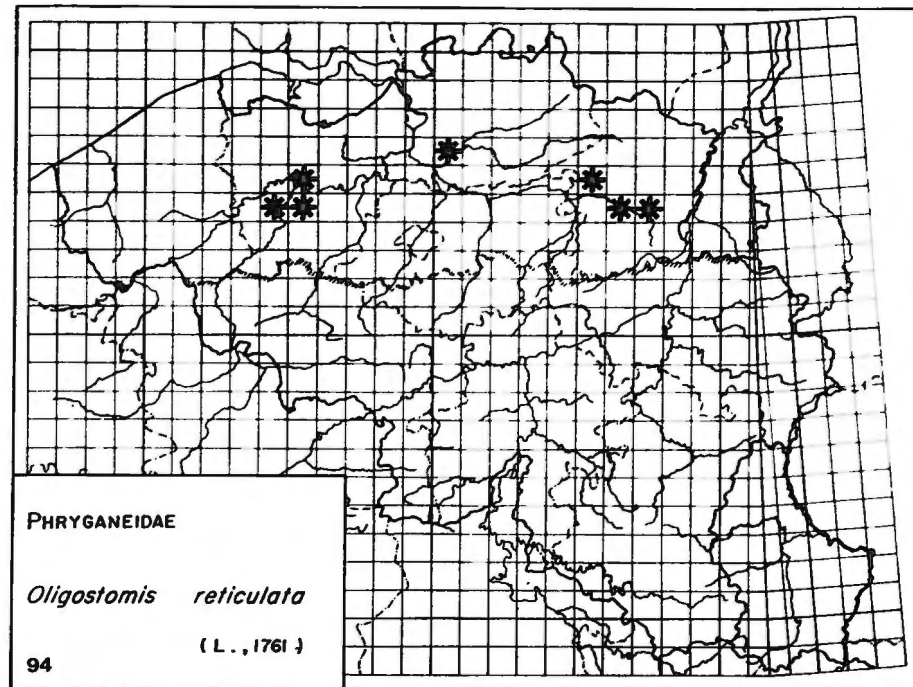 PHRYGANEIDAE
Oligostomis reticulata
(L., 1761)
94